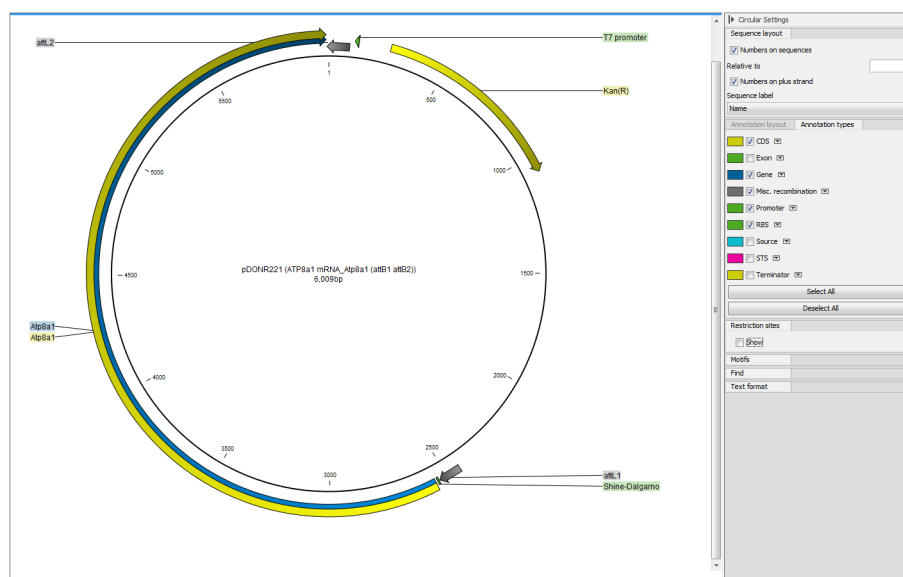 attL2
T7 promoter
Kan(R)
1
500
1000
1500
2000
2500
3000
3500
4000
4500
5000
5500
pDONR221 (ATP8a1 mRNA_Atp8a1 (attB1 attB2))
6,009bp
Atp8a1
Atp8a1
attL1
Shine-Dalgarno
Circular Settings
Sequence layout
Numbers on sequences
Relative to
Numbers on plus strand
Sequence label
Name
Annotation layout Annotation types
CDS
Exon
Gene
Misc. recombination
Promoter
RBS
Source
STS
Terminator
Select All
Deselect All
Restriction sites
Show
Motifs
Find
Text format